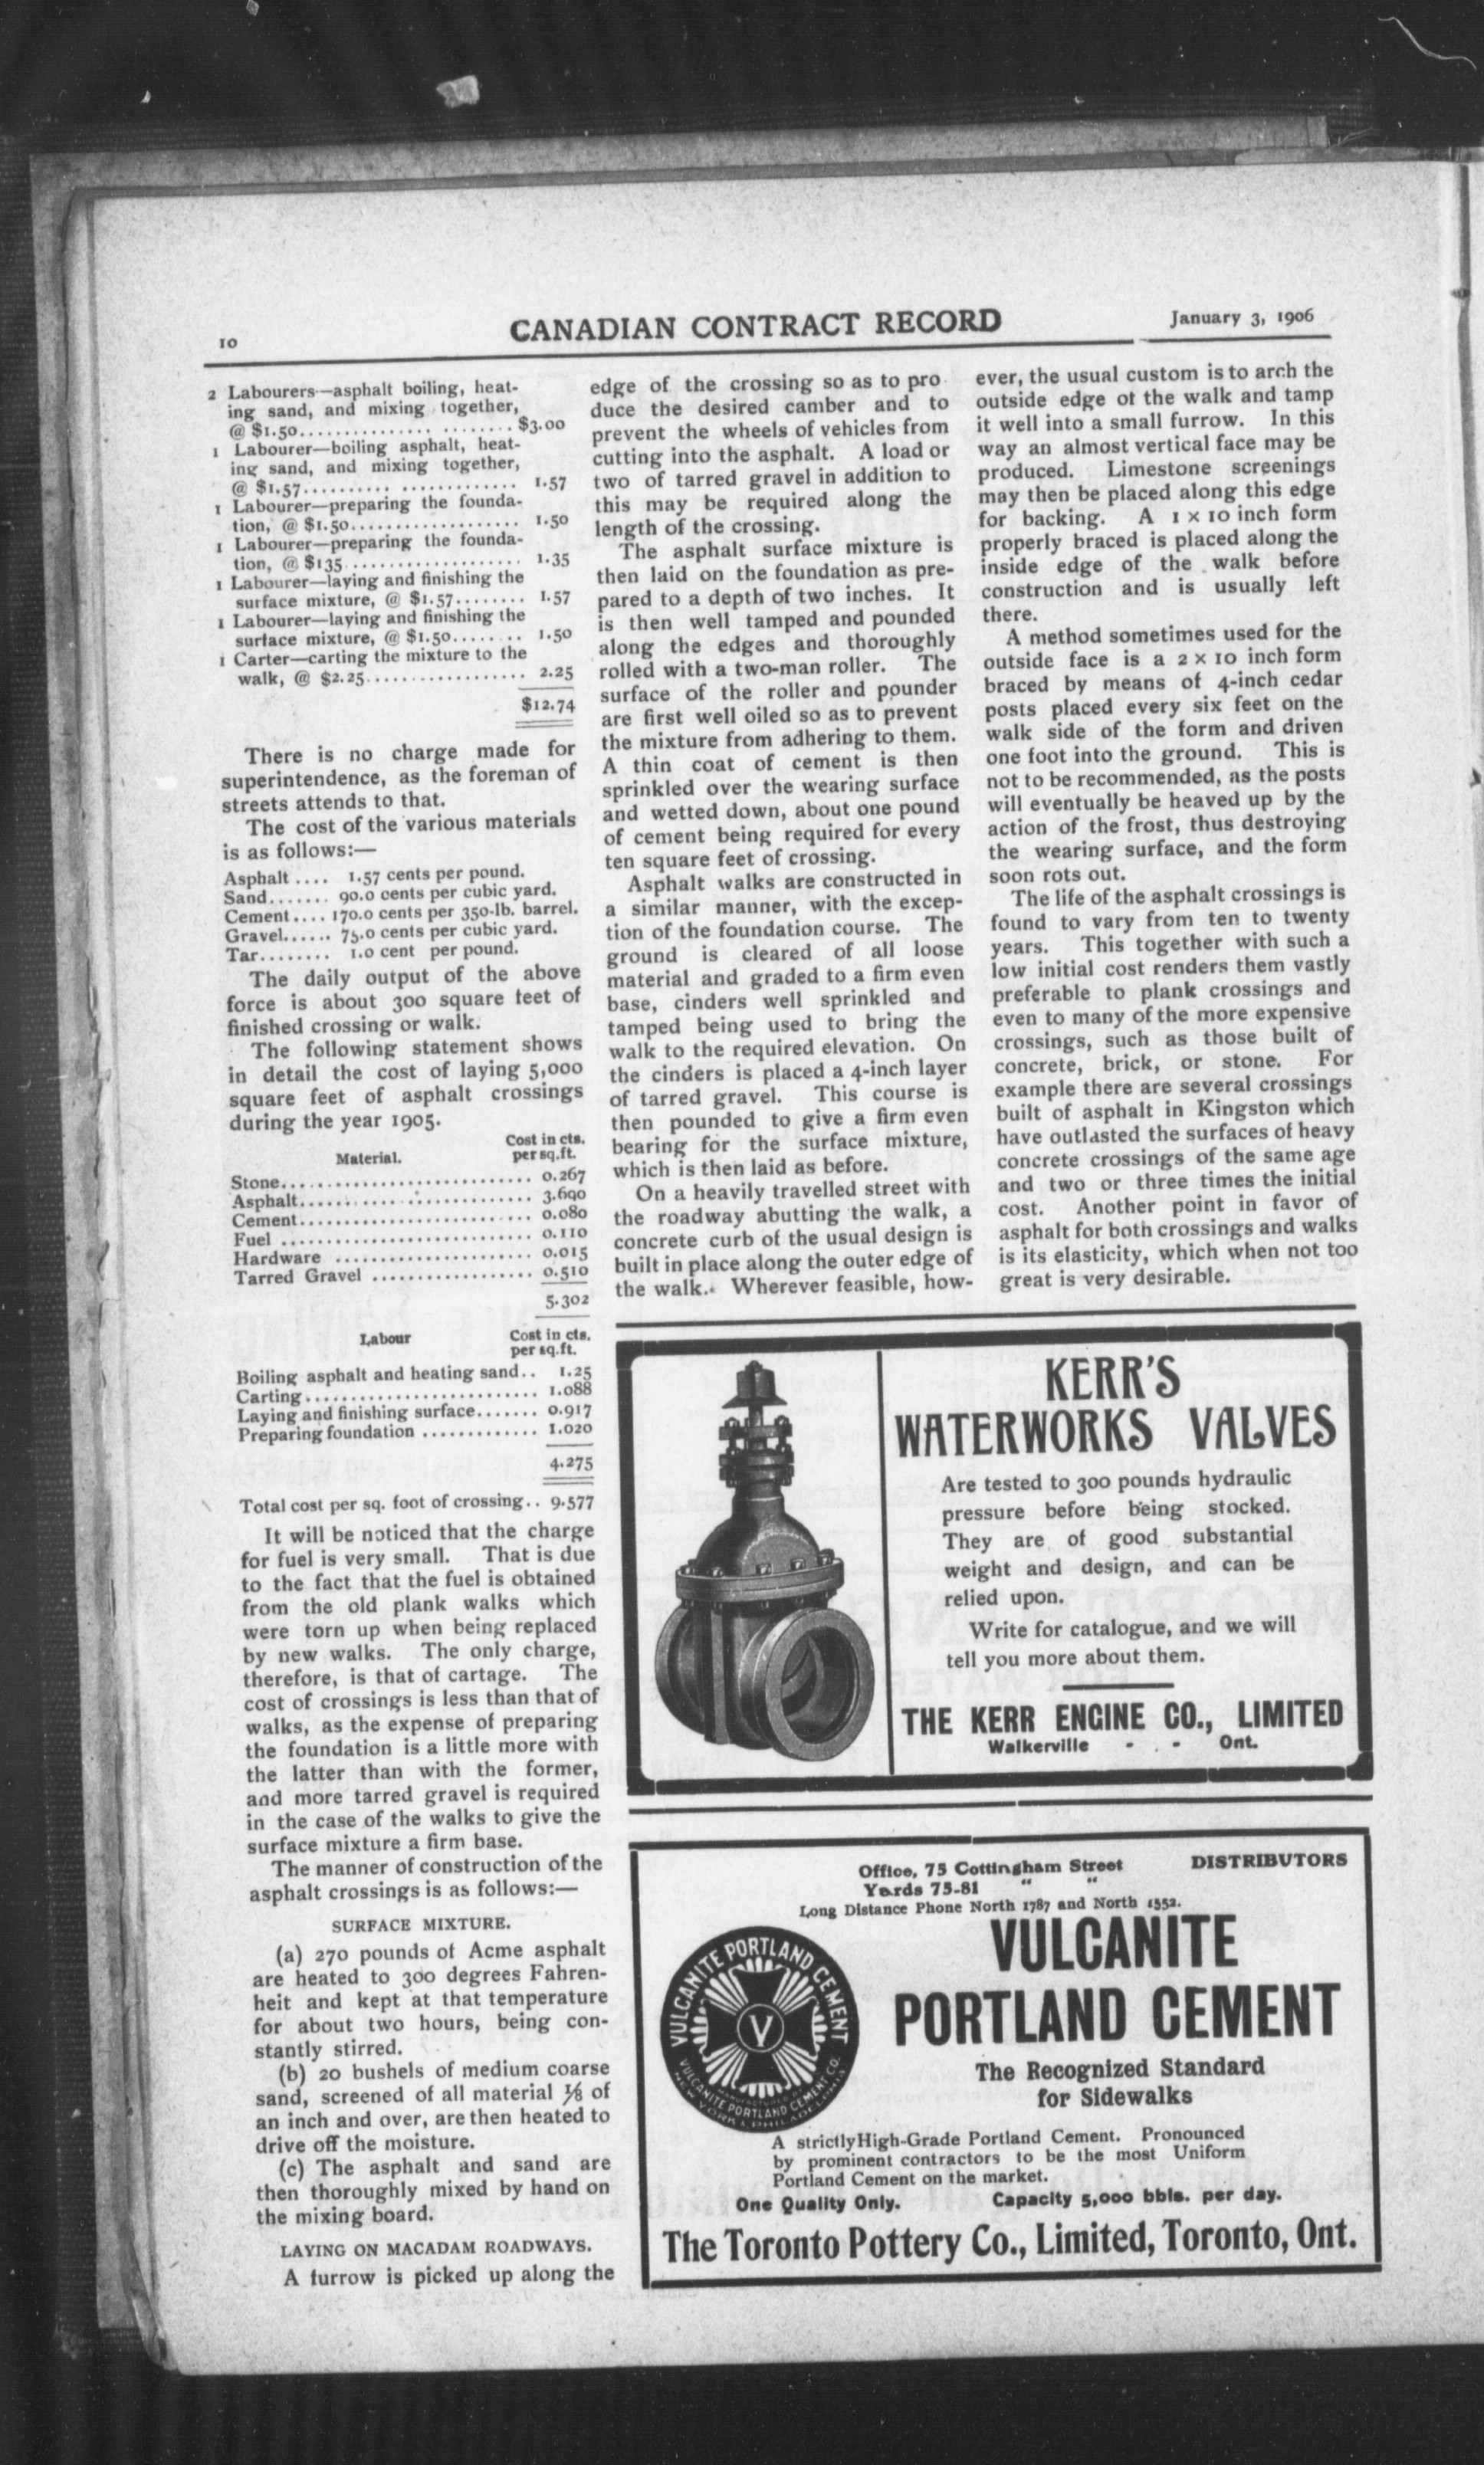 10
CANADIAN CONTRACT RECORD
January 3, 1906
2 Labourers—asphalt boiling, heat-
ing sand, and mixing together,
@ $1.50............... ........ $3.00
1 Labourer—boiling asphalt, heat-
ing sand, and mixing together,
@ $1.57.......... ............. 1.57
1 Labourer—preparing the founda-
tion, @ $1.50................... 1.50
1 Labourer—preparing the founda-
tion, @ $135.................... 1.35
1 Labourer—laying and finishing the
surface mixture, @ $1.57........ 1.57
1 Labourer—laying and finishing the
surface mixture, @ $1.50........ 1.50
1 Carter—carting the mixture to the
walk, @ $2.25.................. 2.25
$12.74
There is no charge made for
superintendence, as the foreman of
streets attends to that.
The cost of the various materials
is as follows:—
Asphalt .... 1.57 cents per pound.
Sand....... 90.0 cents per cubic yard.
Cement.... 170.0 cents per 350-lb. barrel.
Gravel...... 75.0 cents per cubic yard.
Tar........ 1.0 cent per pound.
The daily output of the above
force is about 300 square feet of
finished crossing or walk.
The following statement shows
in detail the cost of laying 5,000
square feet of asphalt crossings
during the year 1905.
Material. Cost in cts.
per sq.ft.
Stone............................ 0.267
Asphalt.......................... 3.690
Cement.......................... 0.080
Fuel ............................ 0.110
Hardware ...................... 0.015
Tarred Gravel .................. 0.510
5.302
Labour Cost in cts.
per sq.ft.
Boiling asphalt and heating sand.. 1.25
Carting.......................... 1.088
Laying and finishing surface....... 0.917
Preparing foundation ............. 1.020
4.275
Total cost per sq. foot of crossing.. 9.577
It will be noticed that the charge
for fuel is very small. That is due
to the fact that the fuel is obtained
from the old plank walks which
were torn up when being replaced
by new walks. The only charge,
therefore, is that of cartage. The
cost of crossings is less than that of
walks, as the expense of preparing
the foundation is a little more with
the latter than with the former,
and more tarred gravel is required
in the case of the walks to give the
surface mixture a firm base.
The manner of construction of the
asphalt crossings is as follows:—
SURFACE MIXTURE.
(a) 270 pounds of Acme asphalt
are heated to 300 degrees Fahren-
heit and kept at that temperature
for about two hours, being con-
stantly stirred.
(b) 20 bushels of medium coarse
sand, screened of all material ⅛ of
an inch and over, are then heated to
drive off the moisture.
(c) The asphalt and sand are
then thoroughly mixed by hand on
the mixing board.
LAYING ON MACADAM ROADWAYS.
A furrow is picked up along the
edge of the crossing so as to pro
duce the desired camber and to
prevent the wheels of vehicles from
cutting into the asphalt. A load or
two of tarred gravel in addition to
this may be required along the
length of the crossing.
The asphalt surface mixture is
then laid on the foundation as pre-
pared to a depth of two inches. It
is then well tamped and pounded
along the edges and thoroughly
rolled with a two-man roller. The
surface of the roller and pounder
are first well oiled so as to prevent
the mixture from adhering to them.
A thin coat of cement is then
sprinkled over the wearing surface
and wetted down, about one pound
of cement being required for every
ten square feet of crossing.
Asphalt walks are constructed in
a similar manner, with the excep-
tion of the foundation course. The
ground is cleared of all loose
material and graded to a firm even
base, cinders well sprinkled and
tamped being used to bring the
walk to the required elevation. On
the cinders is placed a 4-inch layer
of tarred gravel. This course is
then pounded to give a firm even
bearing for the surface mixture,
which is then laid as before.
On a heavily travelled street with
the roadway abutting the walk, a
concrete curb of the usual design is
built in place along the outer edge of
the walk. Wherever feasible, how-
ever, the usual custom is to arch the
outside edge of the walk and tamp
it well into a small furrow. In this
way an almost vertical face may be
produced. Limestone screenings
may then be placed along this edge
for backing. A 1 × 10 inch form
properly braced is placed along the
inside edge of the walk before
construction and is usually left
there.
A method sometimes used for the
outside face is a 2 × 10 inch form
braced by means of 4-inch cedar
posts placed every six feet on the
walk side of the form and driven
one foot into the ground. This is
not to be recommended, as the posts
will eventually be heaved up by the
action of the frost, thus destroying
the wearing surface, and the form
soon rots out.
The life of the asphalt crossings is
found to vary from ten to twenty
years. This together with such a
low initial cost renders them vastly
preferable to plank crossings and
even to many of the more expensive
crossings, such as those built of
concrete, brick, or stone. For
example there are several crossings
built of asphalt in Kingston which
have outlasted the surfaces of heavy
concrete crossings of the same age
and two or three times the initial
cost. Another point in favor of
asphalt for both crossings and walks
is its elasticity, which when not too
great is very desirable.
KERR'S
WATERWORKS VALVES
Are tested to 300 pounds hydraulic
pressure before being stocked.
They are of good substantial
weight and design, and can be
relied upon.
Write for catalogue, and we will
tell you more about them.
THE KERR ENGINE CO., LIMITED
Walkerville - - Ont.
Office, 75 Cottingham Street DISTRIBUTORS
Yards 75-81 " "
Long Distance Phone North 1787 and North 1552.
VULCANITE PORTLAND CEMENT
V
MANUFACTURED BY
VULCANITE PORTLAND CEMENT CO.
NEW YORK & PHILADELPHIA
VULCANITE
PORTLAND CEMENT
The Recognized Standard
for Sidewalks
A strictly High-Grade Portland Cement. Pronounced
by prominent contractors to be the most Uniform
Portland Cement on the market.
One Quality Only. Capacity 5,000 bbls. per day.
The Toronto Pottery Co., Limited, Toronto, Ont.